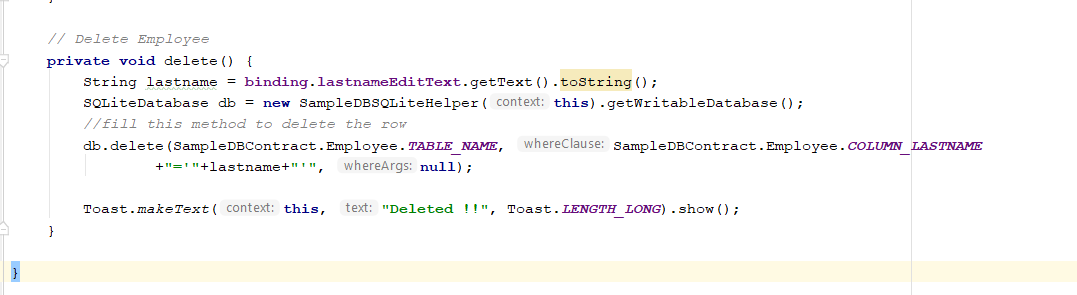 // Delete Employee
private void delete() {
String lastname = binding.lastnameEditText.getText().toString();
SQLiteDatabase db = new SampleDBSQLiteHelper( context: this).getWritableDatabase();
//fill this method to delete the row
db.delete(SampleDBContract.Employee.TABLE_NAME, whereClause: SampleDBContract.Employee.COLUMN_LASTNAME
+"='"+lastname+"'", whereArgs: null);
Toast.makeText( context: this, text: "Deleted !!", Toast.LENGTH_LONG).show();
}
}